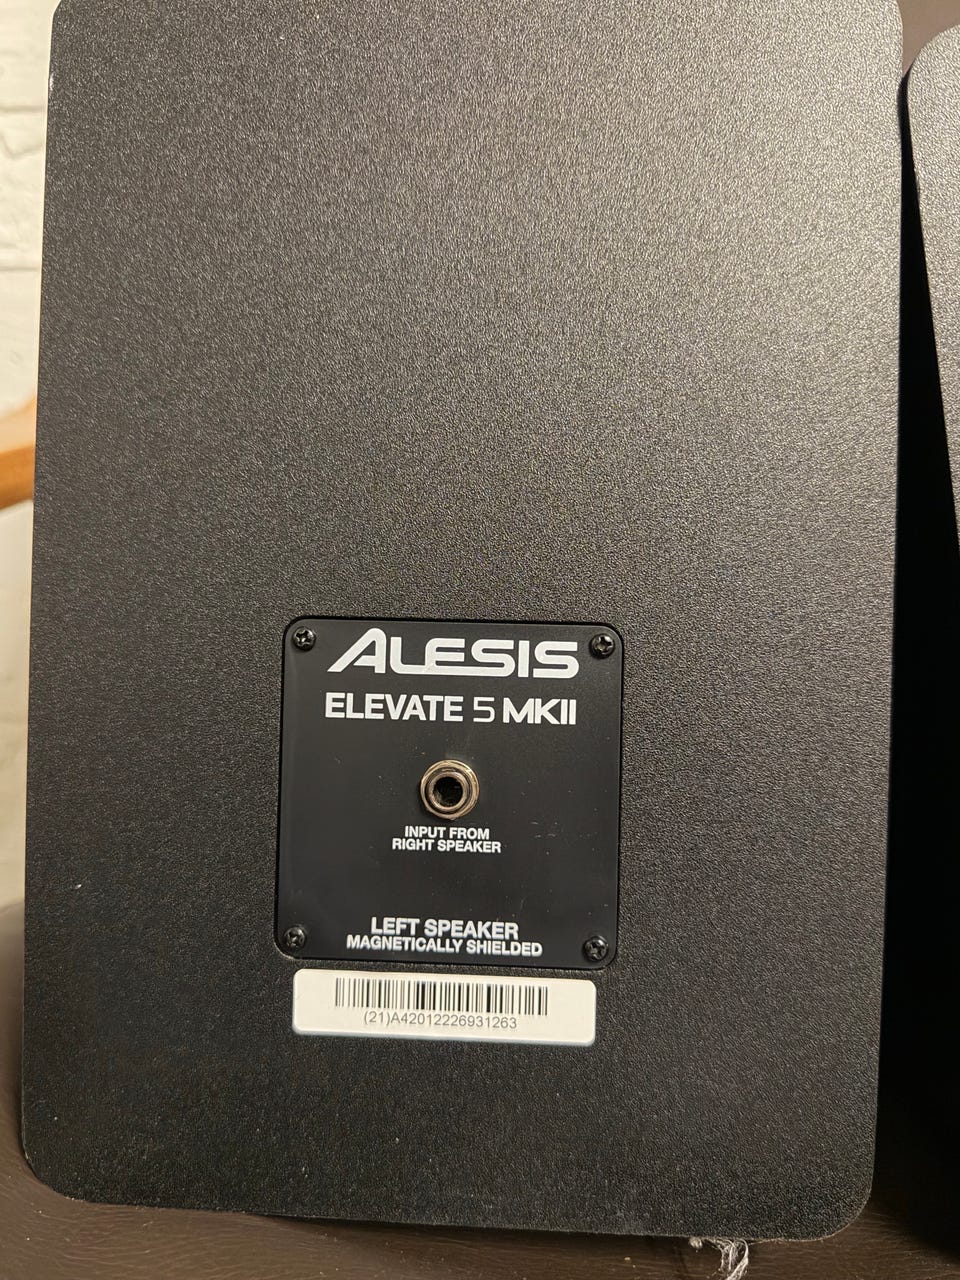 ALESIS
ELEVATE 5 MKII
INPUT FROM
RIGHT SPEAKER
LEFT SPEAKER
MAGNETICALLY SHIELDED
(21)A42012226931263